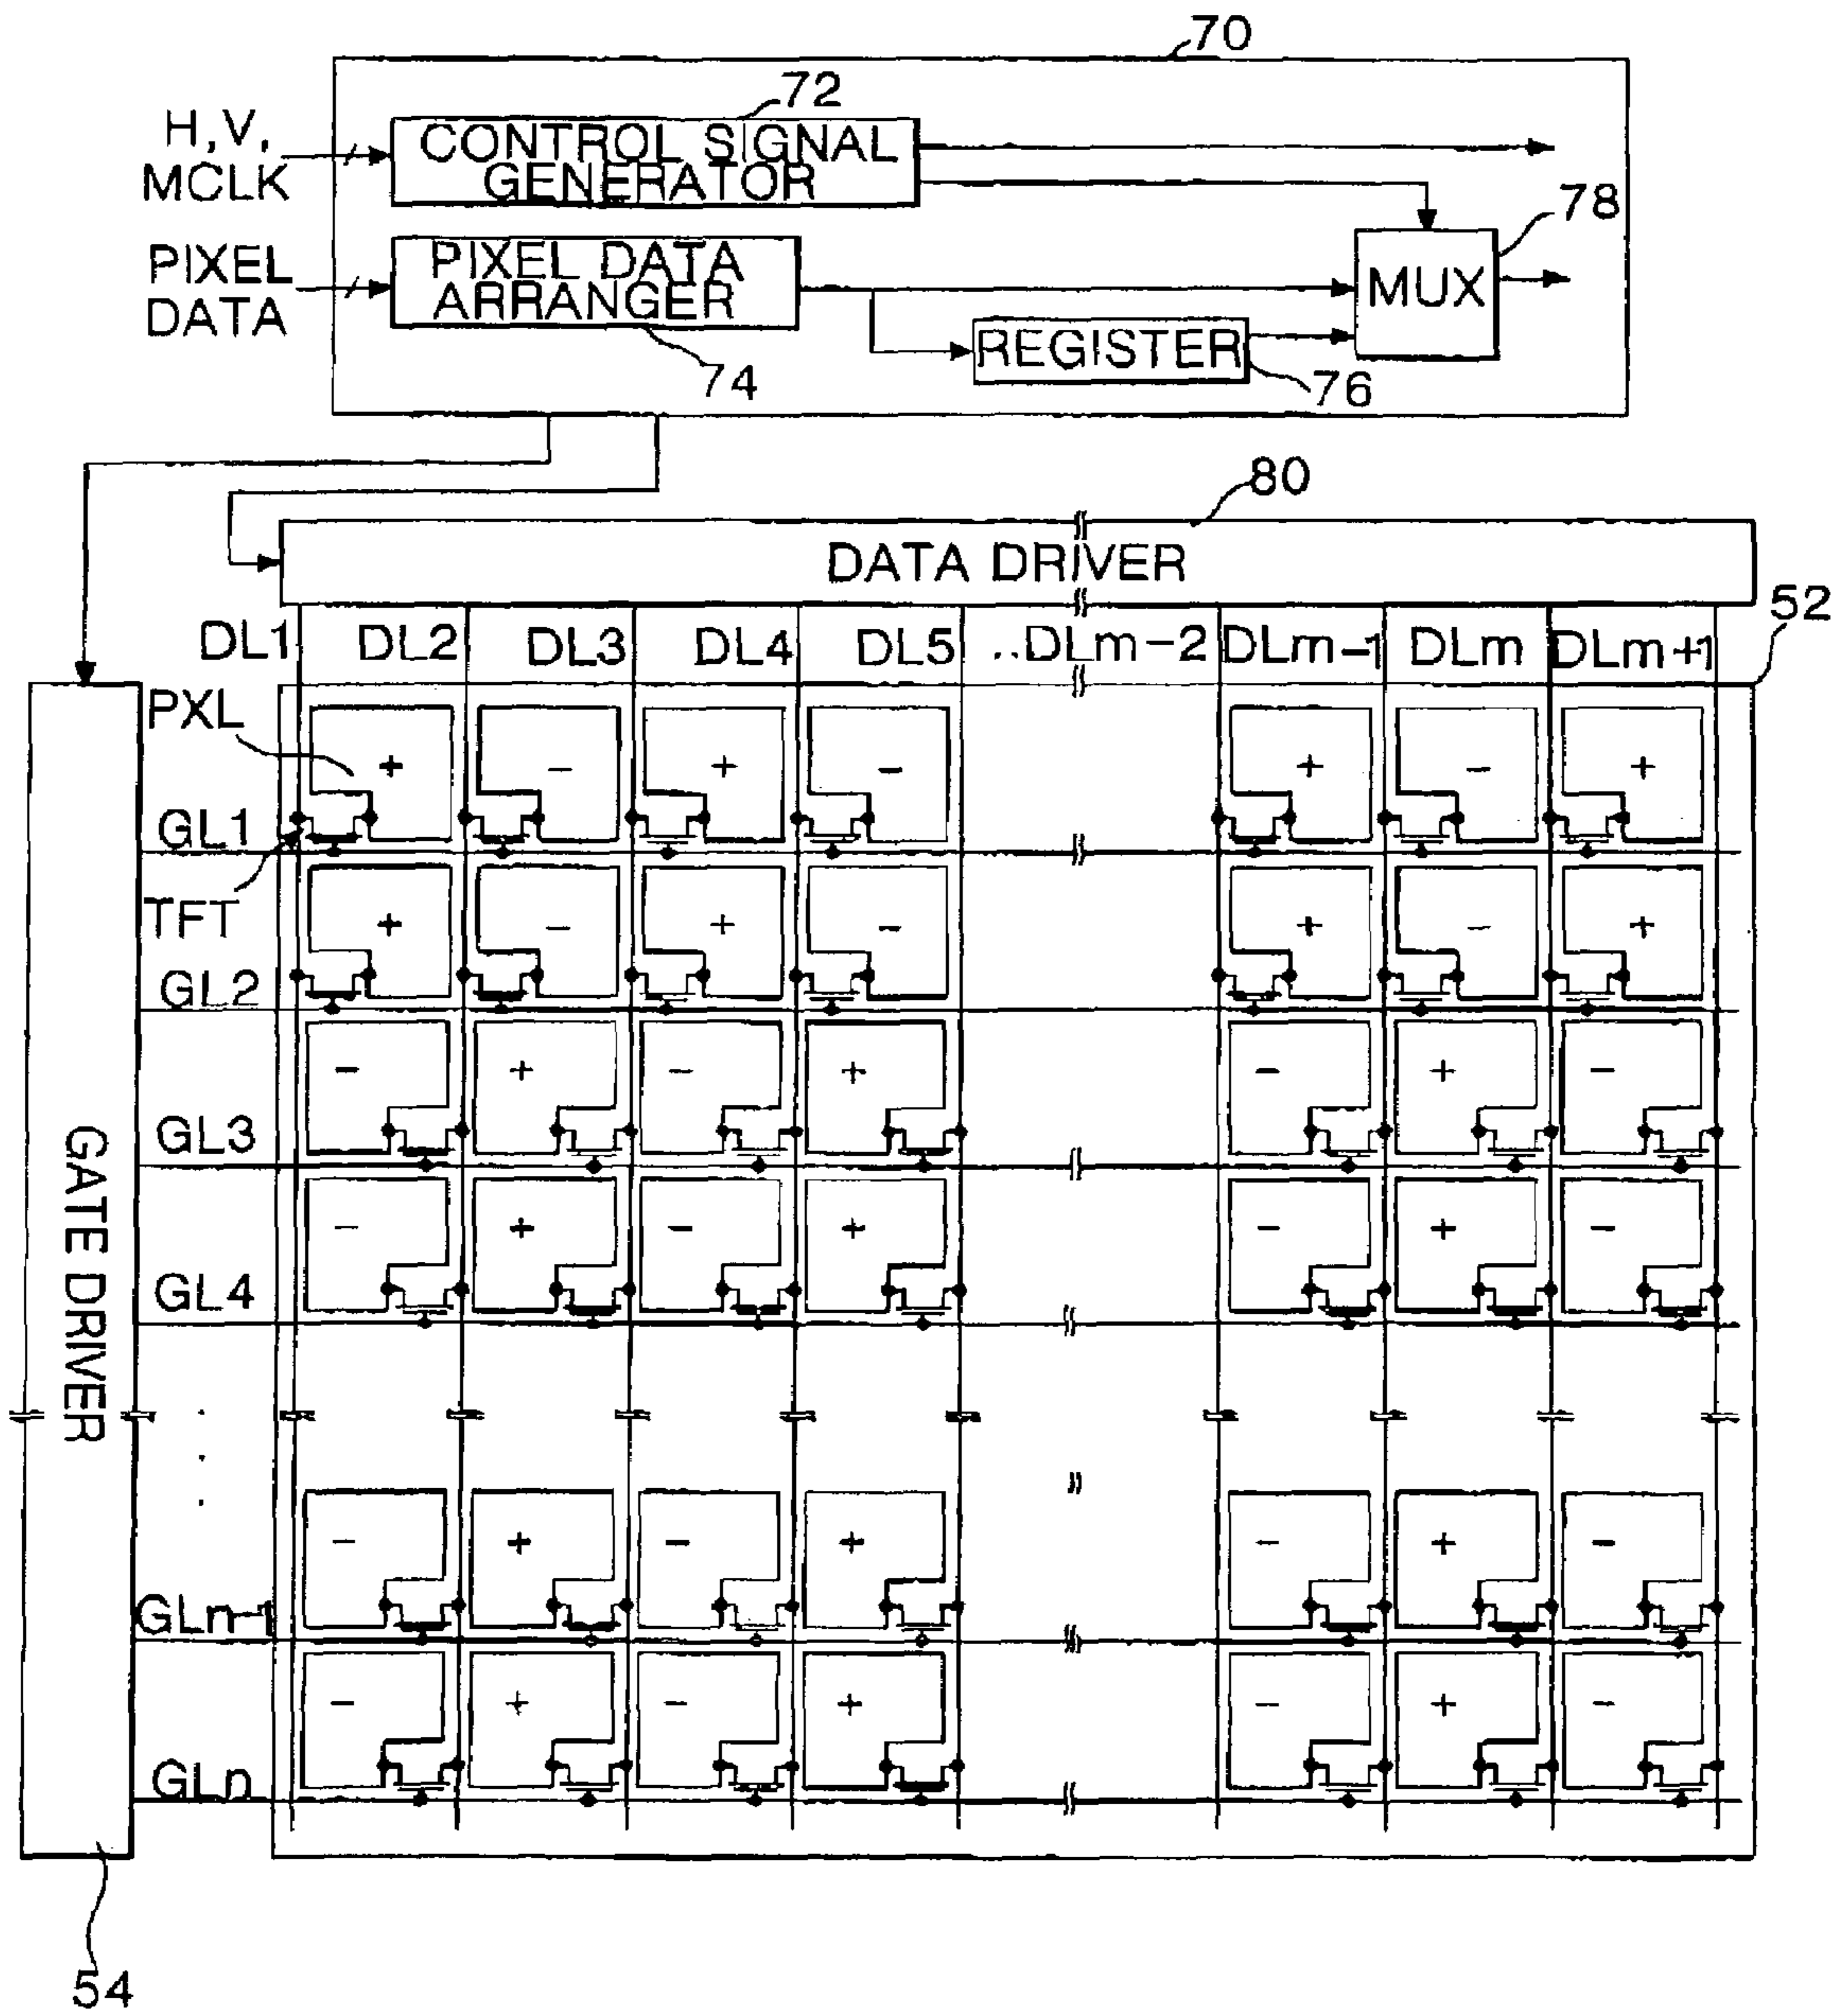 70
72
H,V,
MCLK
CONTROL SIGNAL
GENERATOR
78
PIXEL
DATA
PIXEL DATA
ARRANGER
MUX
REGISTER
74
76
80
DATA DRIVER
52
DL1 DL2 DL3 DL4 DL5 ..DLm-2 DLm-1 DLm DLm+1
PXL
+ - + - + - +
GL1
TFT
+ - + - + - +
GL2
- + - + - + -
GL3
- + - + - + -
GL4
GATE DRIVER
- + - + - + -
GLn-1
- + - + - + -
GLn
54